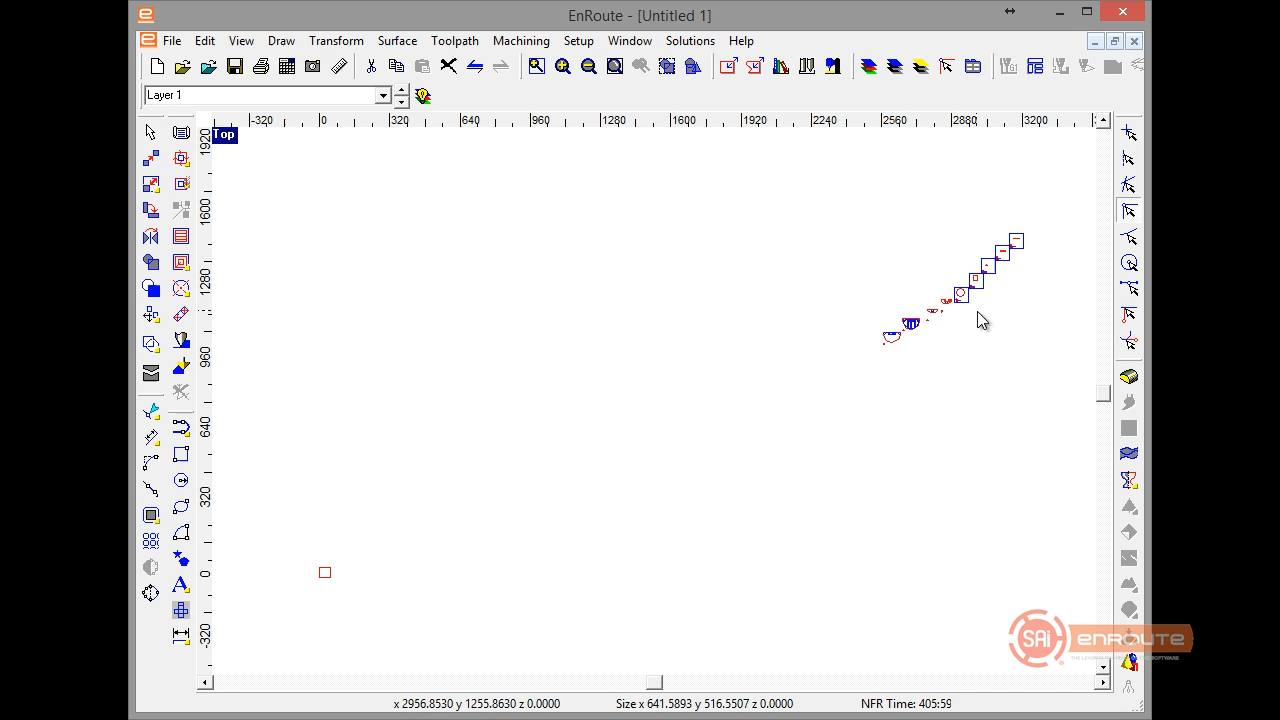 EnRoute - [Untitled 1]
File Edit View Draw Transform Surface Toolpath Machining Setup Window Solutions Help
Layer 1
-320 0 320 640 960 1280 1600 1920 2240 2560 2880 3200
Top
1920
1600
1280
960
640
320
0
-320
SAi ENROUTE
x 2956.8530 y 1255.8630 z 0.0000 Size x 641.5893 y 516.5507 z 0.0000 NFR Time: 405:59